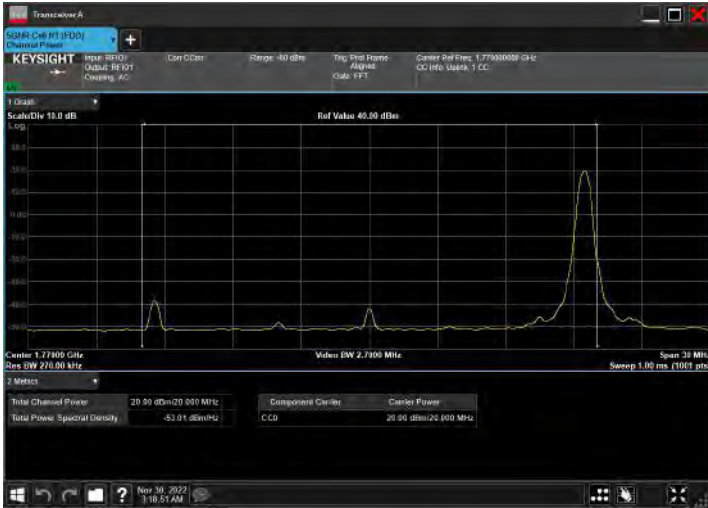 Transceiver A
5GNR-Cell N1 (FDD)
Channel Power
KEYSIGHT
Input: RFIO1
Output: RFIO1
Coupling: AC
Corr CCorr
Range: -60 dBm
Trig: Prot Frame
Aligned
Gate: FFT
Carrier Ref Freq: 1.770000000 GHz
CC Info: Uplink, 1 CC
1 Graph
Scale/Div 10.0 dB
Ref Value 40.00 dBm
Log
Center 1.77000 GHz
Video BW 2.7000 MHz
Span 30 MHz
Res BW 270.00 kHz
Sweep 1.00 ms (1001 pts
2 Metrics
Total Channel Power
20.00 dBm/20.000 MHz
Total Power Spectral Density
-53.01 dBm/Hz
Component Carrier
Carrier Power
CC0
20.00 dBm/20.000 MHz
Nov 30, 2022
3:18:51 AM